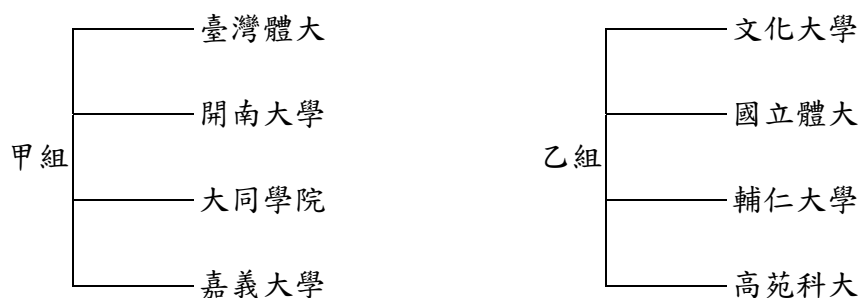 甲組
臺灣體大
開南大學
大同學院
嘉義大學
乙組
文化大學
國立體大
輔仁大學
高苑科大